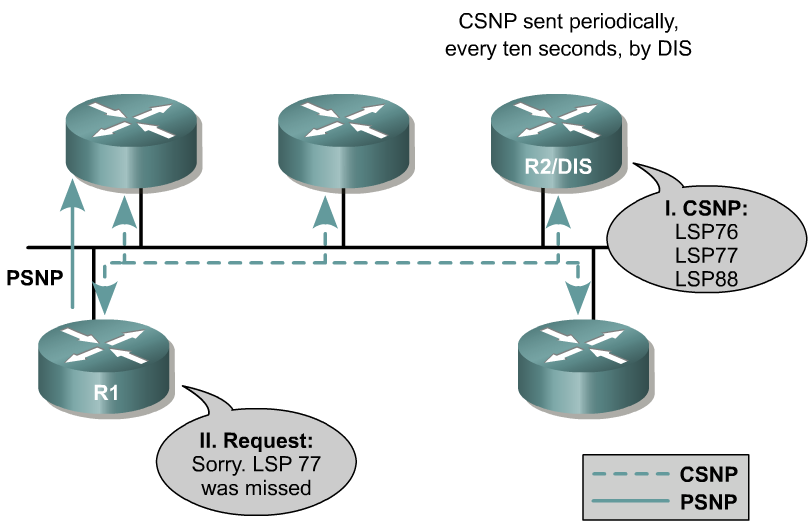 CSNP sent periodically,
every ten seconds, by DIS
R2/DIS
I. CSNP:
LSP76
LSP77
LSP88
PSNP
R1
II. Request:
Sorry. LSP 77
was missed
CSNP
PSNP